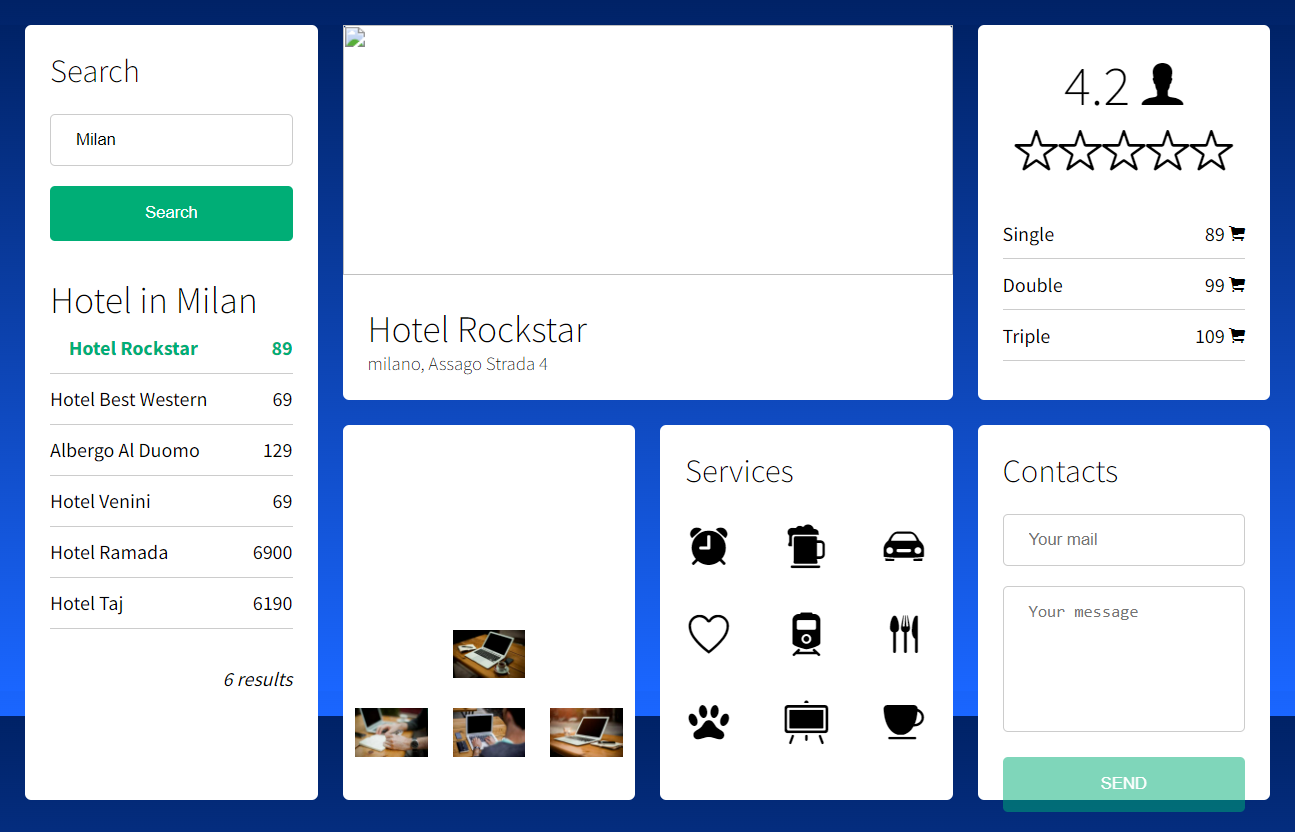 Search
Milan
Search
Hotel in Milan
Hotel Rockstar 89
Hotel Best Western 69
Albergo Al Duomo 129
Hotel Venini 69
Hotel Ramada 6900
Hotel Taj 6190
6 results
Hotel Rockstar
milano, Assago Strada 4
4.2
Single 89
Double 99
Triple 109
Services
Contacts
Your mail
Your message
SEND